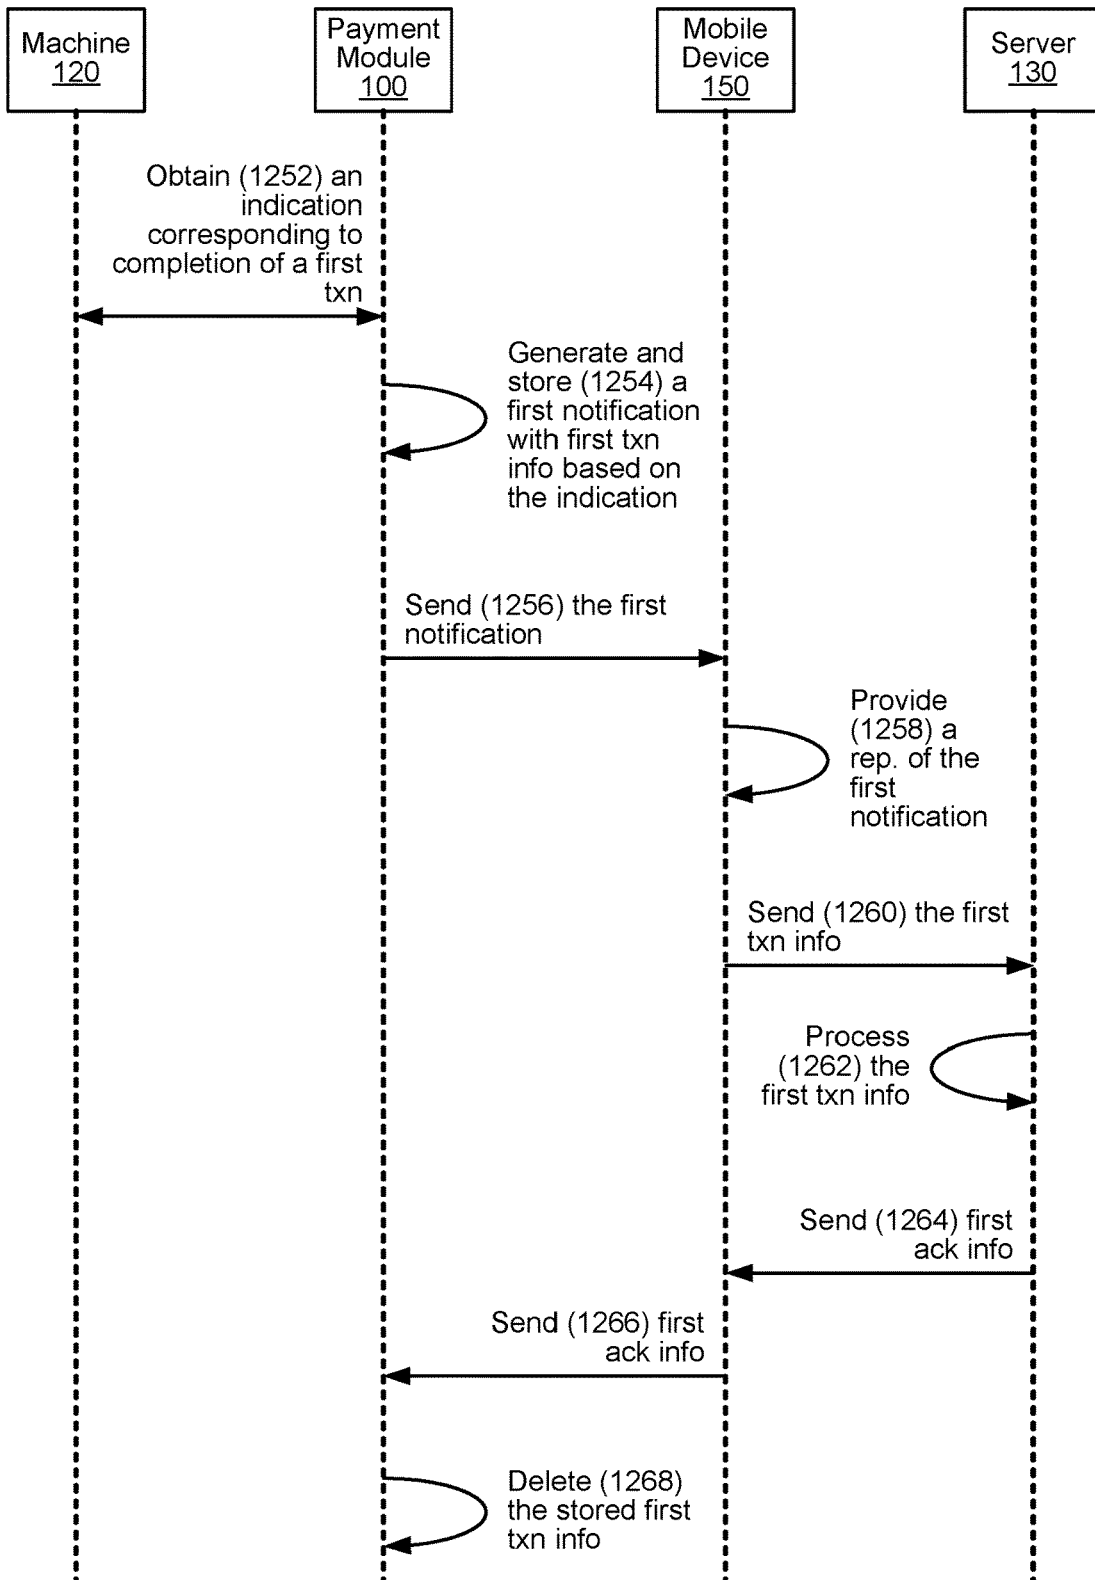 Machine
120
Payment
Module
100
Mobile
Device
150
Server
130
Obtain (1252) an
indication
corresponding to
completion of a first
txn
Generate and
store (1254) a
first notification
with first txn
info based on
the indication
Send (1256) the first
notification
Provide
(1258) a
rep. of the
first
notification
Send (1260) the first
txn info
Process
(1262) the
first txn info
Send (1264) first
ack info
Send (1266) first
ack info
Delete (1268)
the stored first
txn info